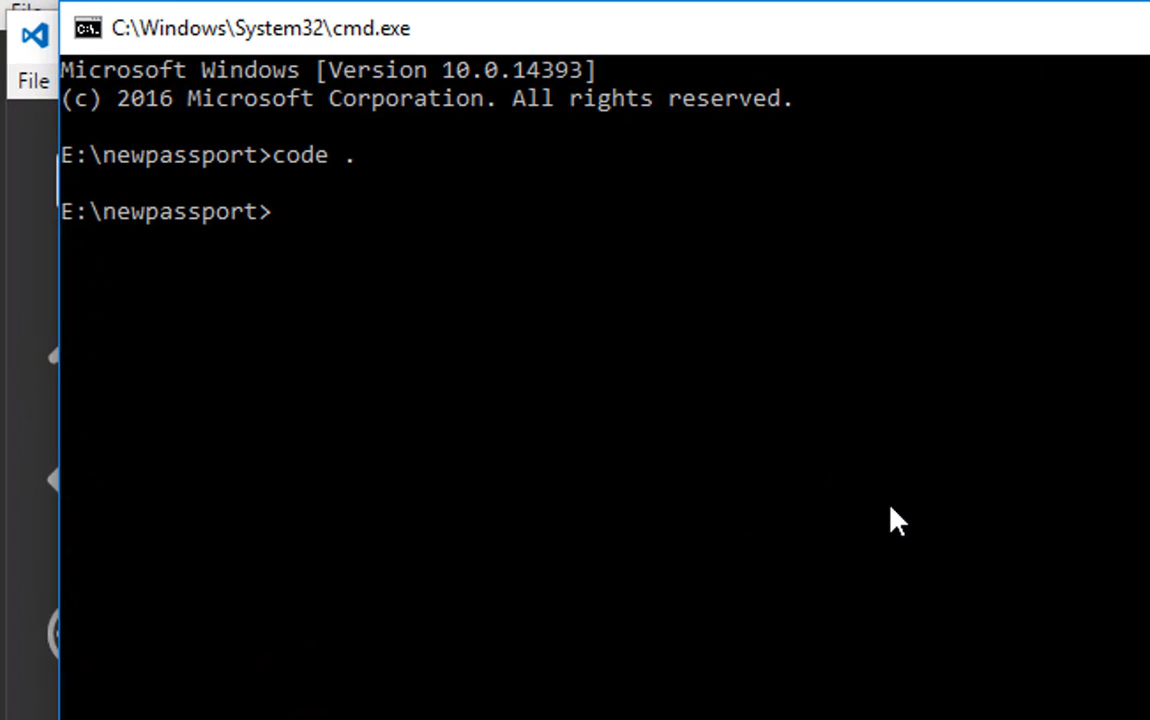 C:\Windows\System32\cmd.exe
File
Microsoft Windows [Version 10.0.14393]
(c) 2016 Microsoft Corporation. All rights reserved.
E:\newpassport>code .
E:\newpassport>